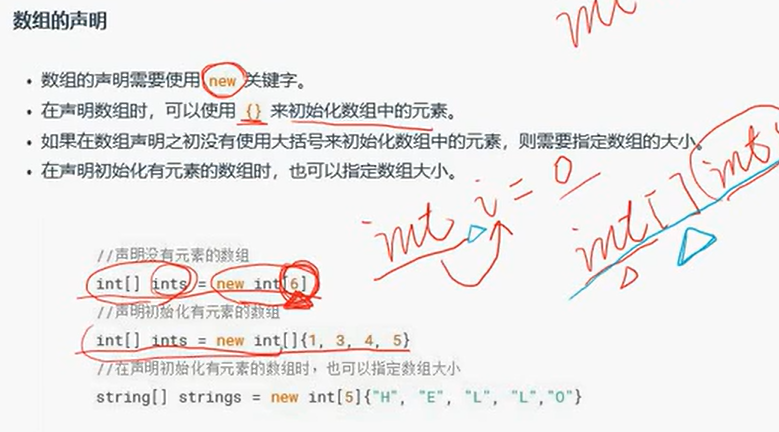 数组的声明
int
• 数组的声明需要使用 new 关键字。
• 在声明数组时，可以使用 {} 来初始化数组中的元素。
• 如果在数组声明之初没有使用大括号来初始化数组中的元素，则需要指定数组的大小。
• 在声明初始化有元素的数组时，也可以指定数组大小。
int i = 0
int[] int
//声明没有元素的数组
int[] ints = new int[6]
//声明初始化有元素的数组
int[] ints = new int[]{1, 3, 4, 5}
//在声明初始化有元素的数组时，也可以指定数组大小
string[] strings = new int[5]{"H", "E", "L", "L","O"}